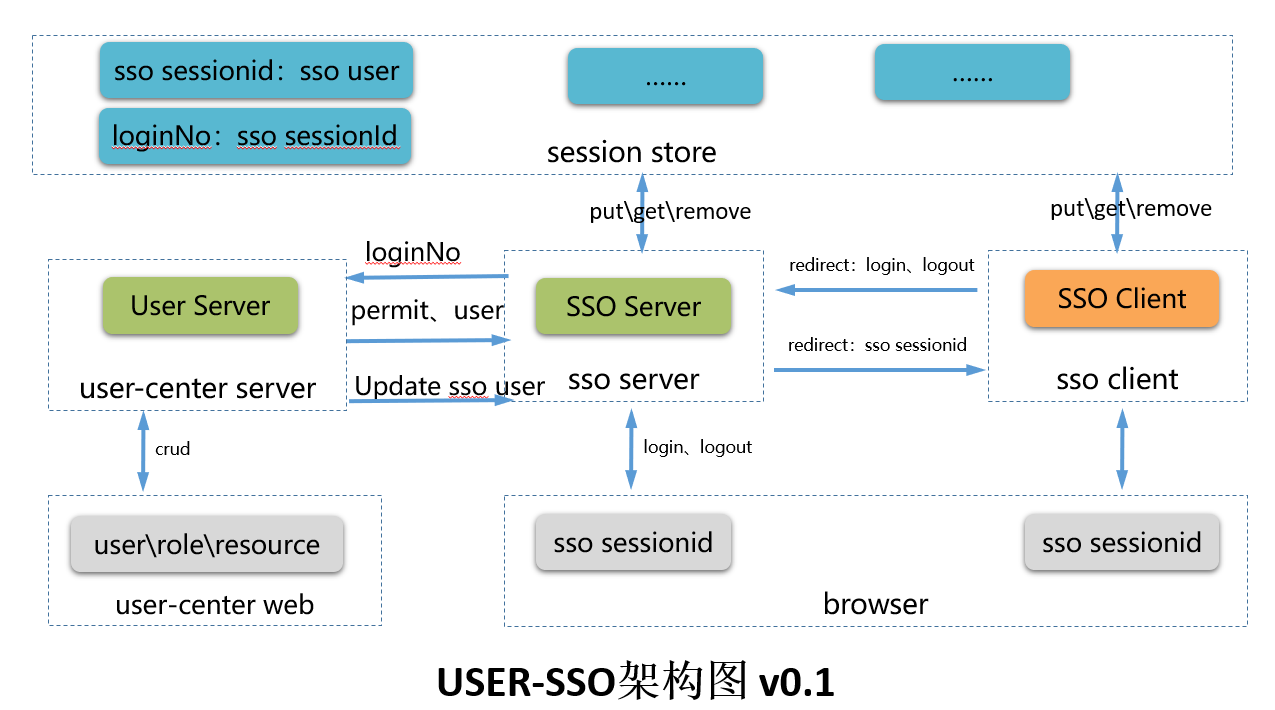 sso sessionid：sso user
……
……
loginNo：sso sessionId
session store
put\get\remove
put\get\remove
loginNo
redirect：login、logout
User Server
SSO Server
SSO Client
permit、user
redirect：sso sessionid
user-center server
Update sso user
sso server
sso client
crud
login、logout
user\role\resource
sso sessionid
sso sessionid
user-center web
browser
USER-SSO架构图 v0.1